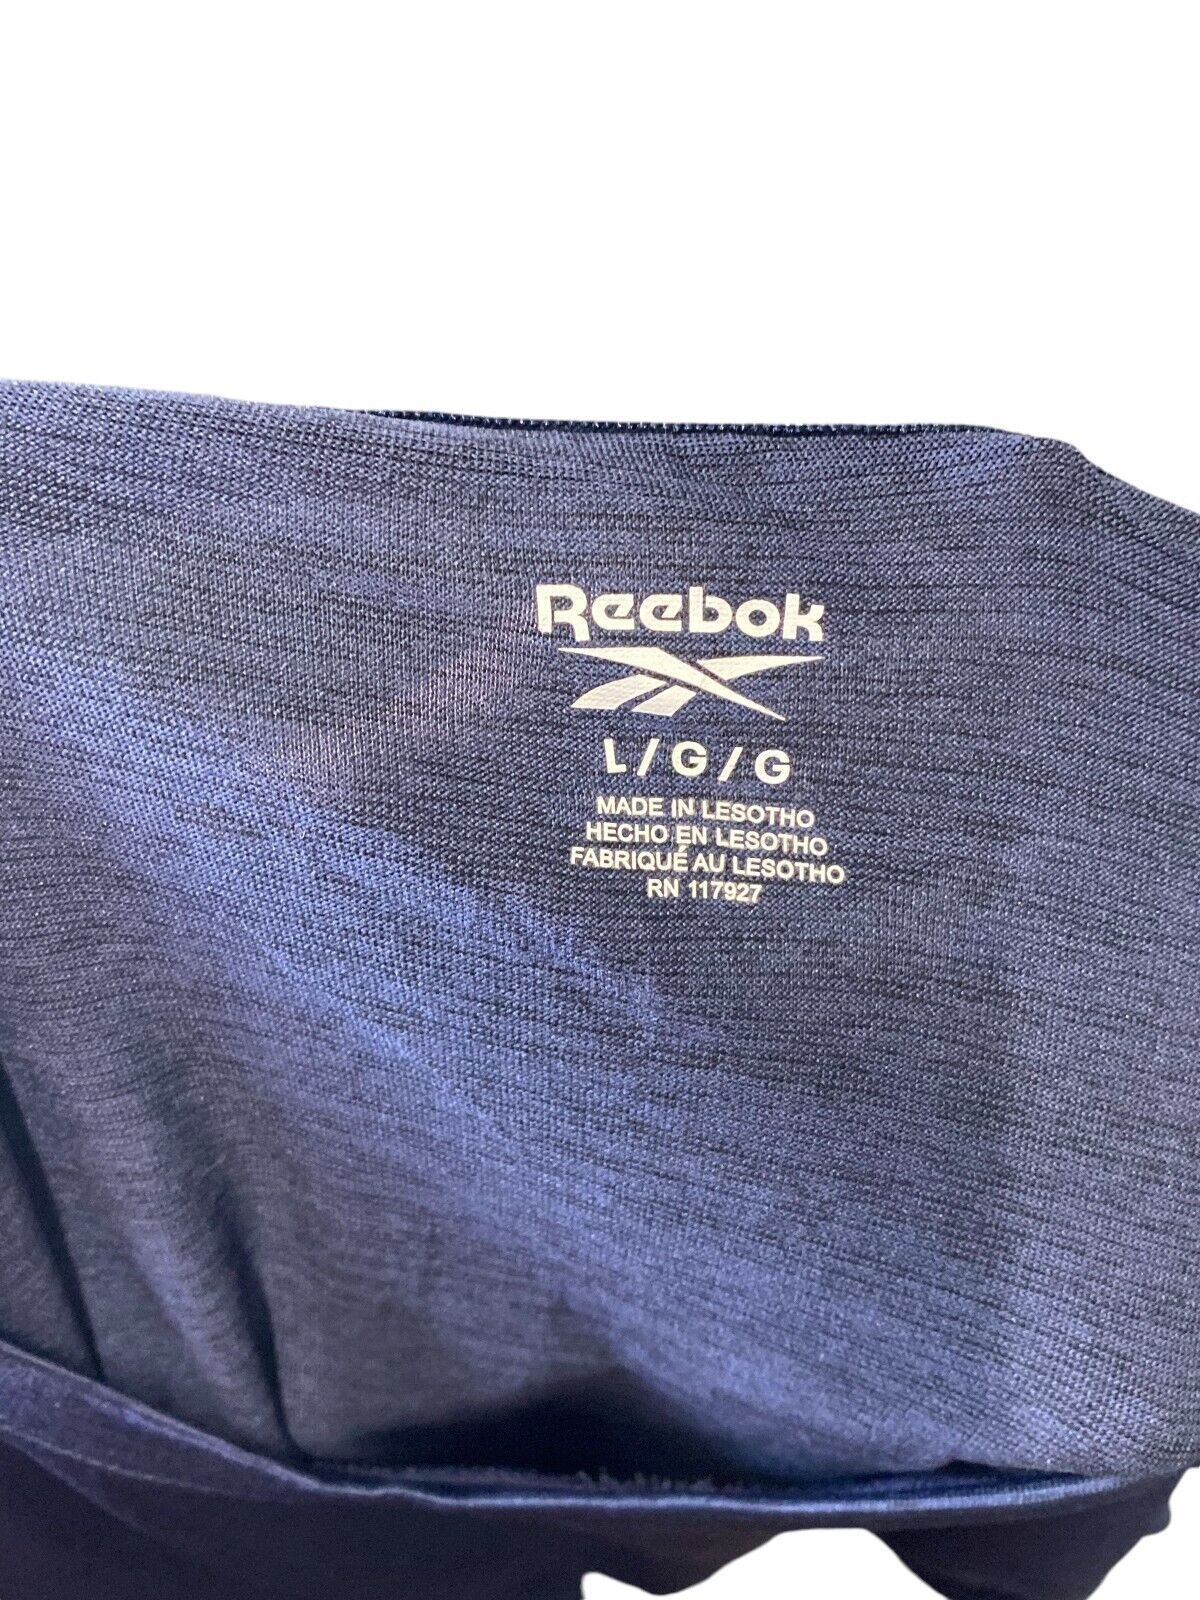 Reebok
L / G / G
MADE IN LESOTHO
HECHO EN LESOTHO
FABRIQUÉ AU LESOTHO
RN 117927